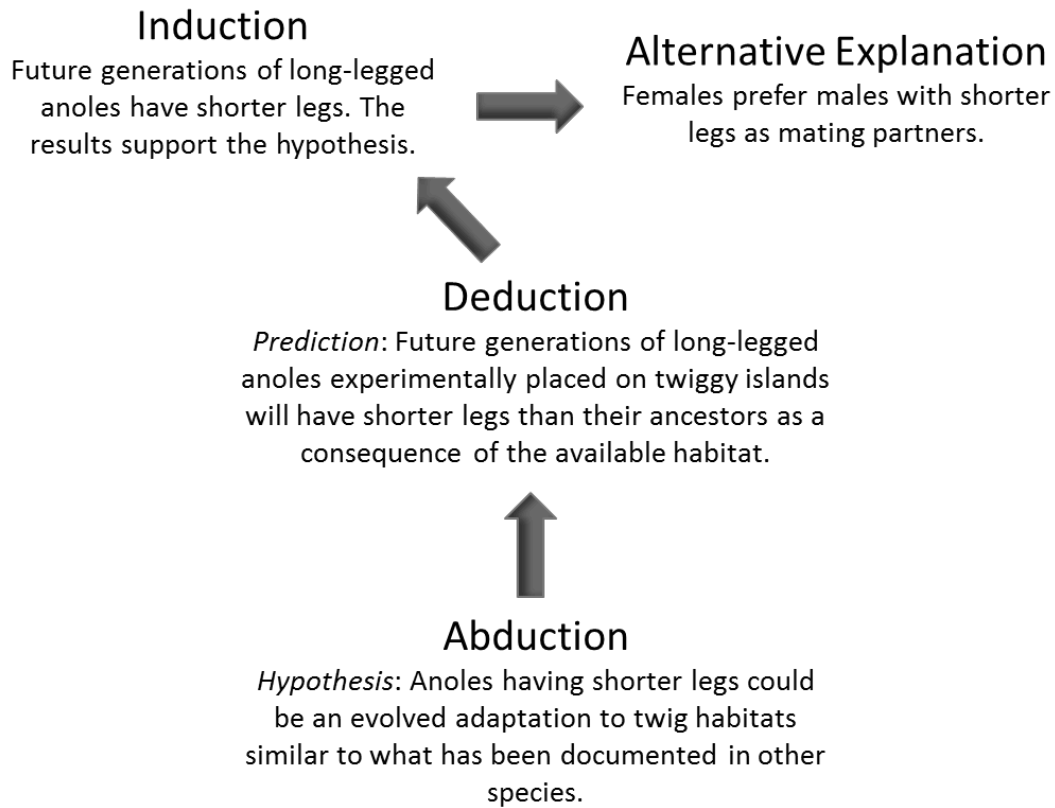 Induction
Future generations of long-legged
anoles have shorter legs. The
results support the hypothesis.
Alternative Explanation
Females prefer males with shorter
legs as mating partners.
Deduction
Prediction: Future generations of long-legged
anoles experimentally placed on twiggy islands
will have shorter legs than their ancestors as a
consequence of the available habitat.
Abduction
Hypothesis: Anoles having shorter legs could
be an evolved adaptation to twig habitats
similar to what has been documented in other
species.